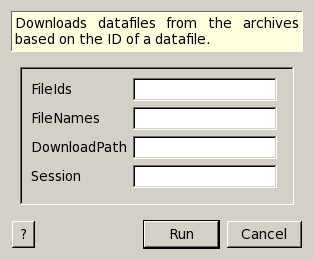 Downloads datafiles from the archives
based on the ID of a datafile.
FileIds
FileNames
DownloadPath
Session
?
Run
Cancel